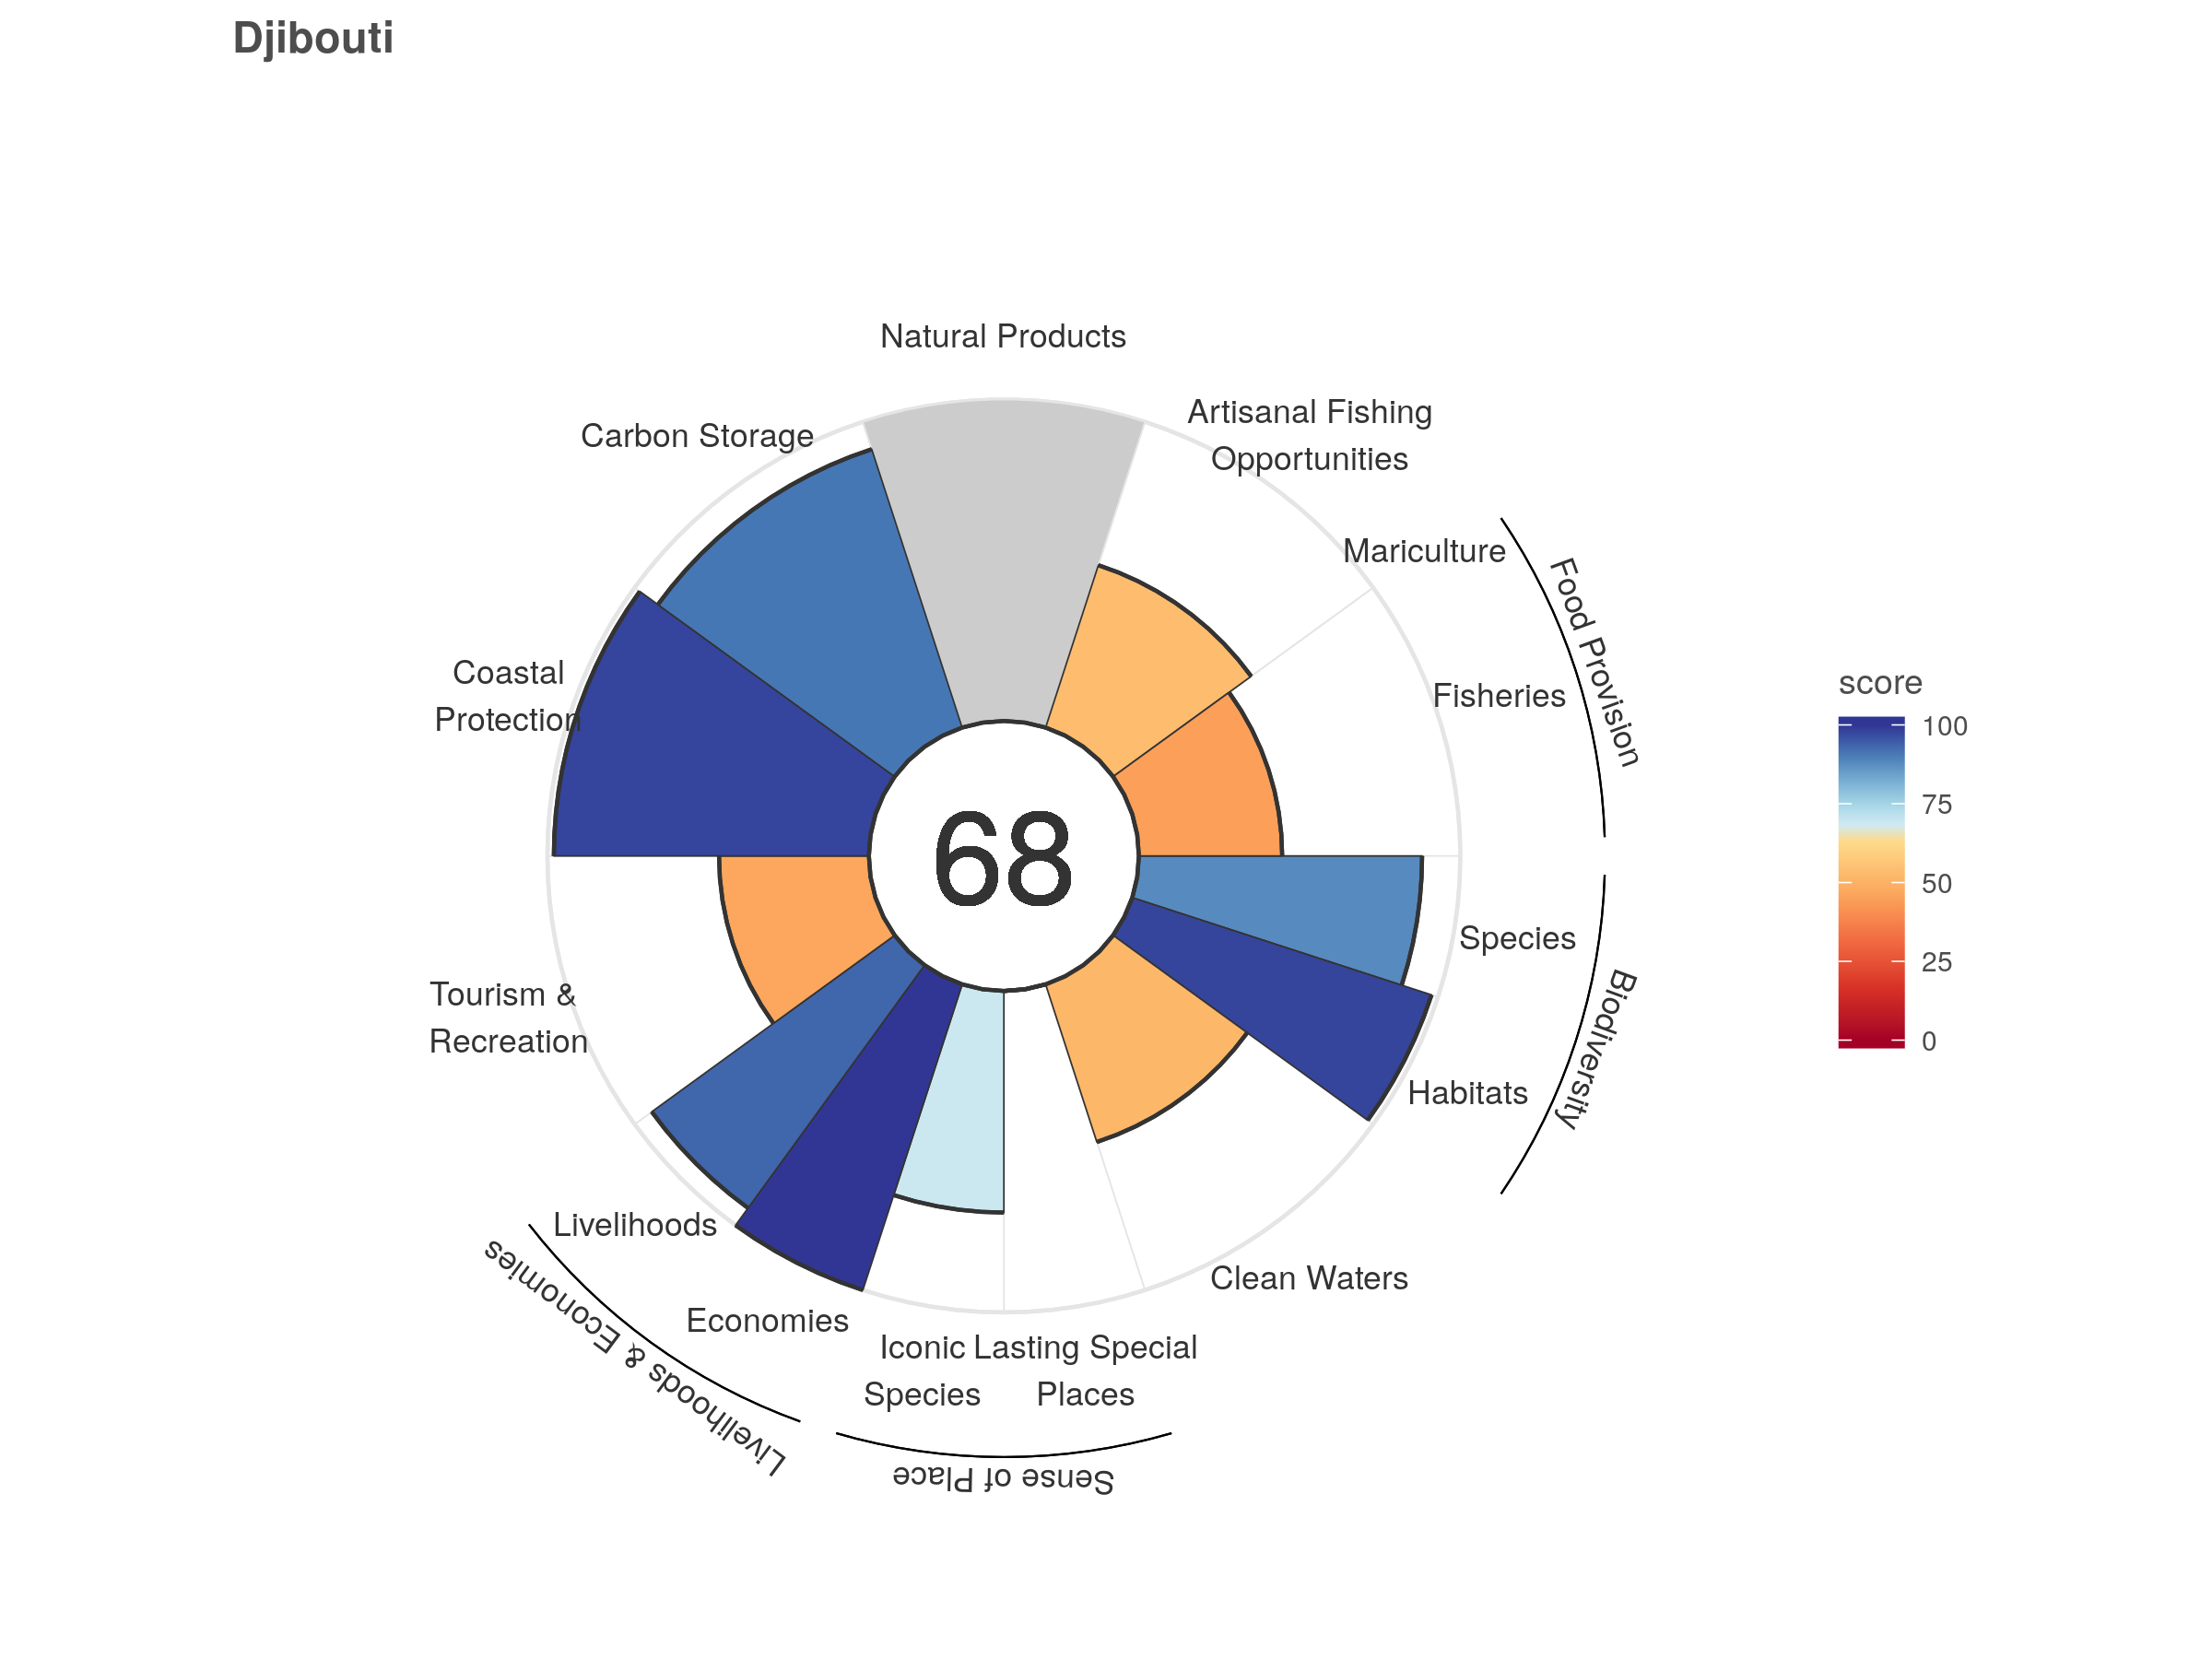 Djibouti
Natural Products
Artisanal Fishing
Opportunities
Carbon Storage
Mariculture
Food Provision
Fisheries
Coastal
Protection
68
score
100
75
50
25
0
Species
Biodiversity
Habitats
Tourism &
Recreation
Livelihoods
Economies
Livelihoods & Economies
Clean Waters
Iconic
Species
Lasting Special
Places
Sense of Place